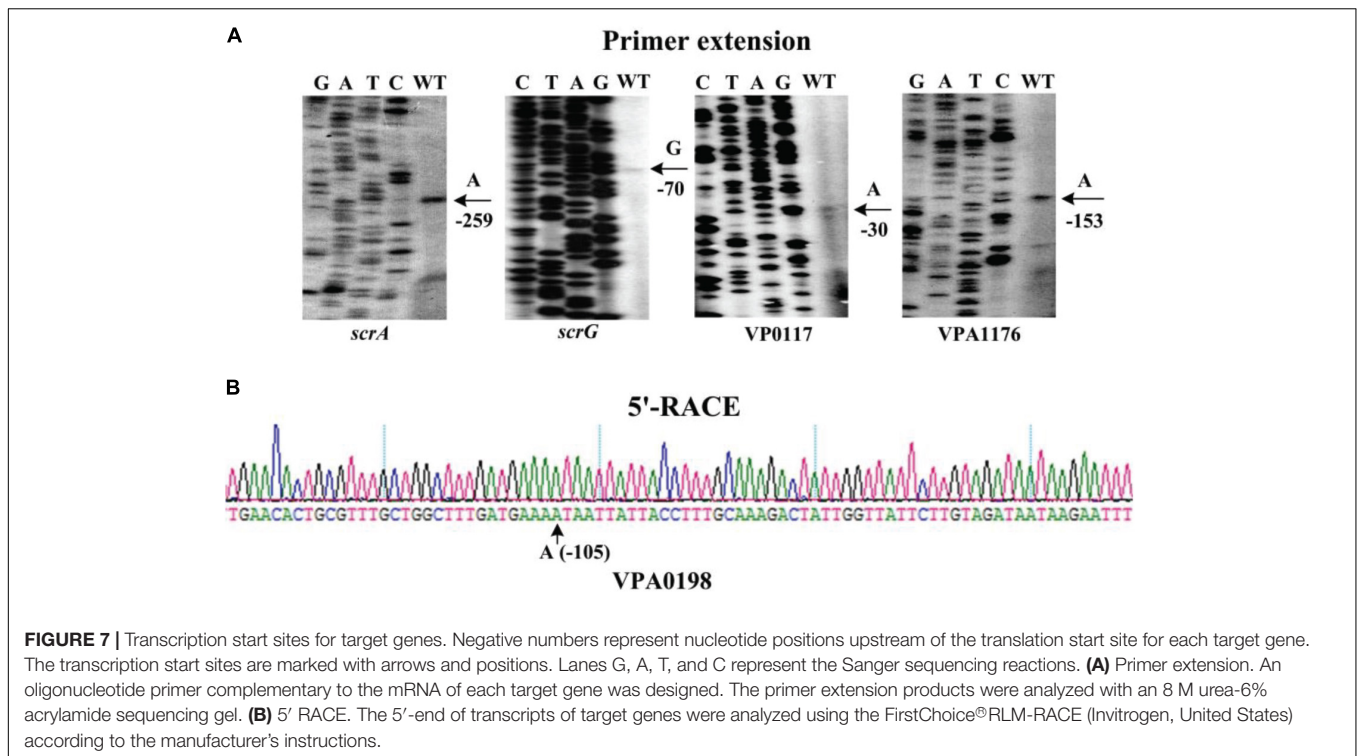 A
Primer extension
G A T C WT
C T A G WT
C T A G WT
G A T C WT
A
-259
G
-70
A
-30
A
-153
scrA
scrG
VP0117
VPA1176
B
5'-RACE
TGAACACTGCGTTTGCTGGCTTTGATGAAAATAATTATTACCTTTGCAAAGACTATTGGTTATTCTTGTAGATAATAAGAATTT
A (-105)
VPA0198
FIGURE 7 | Transcription start sites for target genes. Negative numbers represent nucleotide positions upstream of the translation start site for each target gene.
The transcription start sites are marked with arrows and positions. Lanes G, A, T, and C represent the Sanger sequencing reactions. (A) Primer extension. An
oligonucleotide primer complementary to the mRNA of each target gene was designed. The primer extension products were analyzed with an 8 M urea-6%
acrylamide sequencing gel. (B) 5′ RACE. The 5′-end of transcripts of target genes were analyzed using the FirstChoice®RLM-RACE (Invitrogen, United States)
according to the manufacturer's instructions.